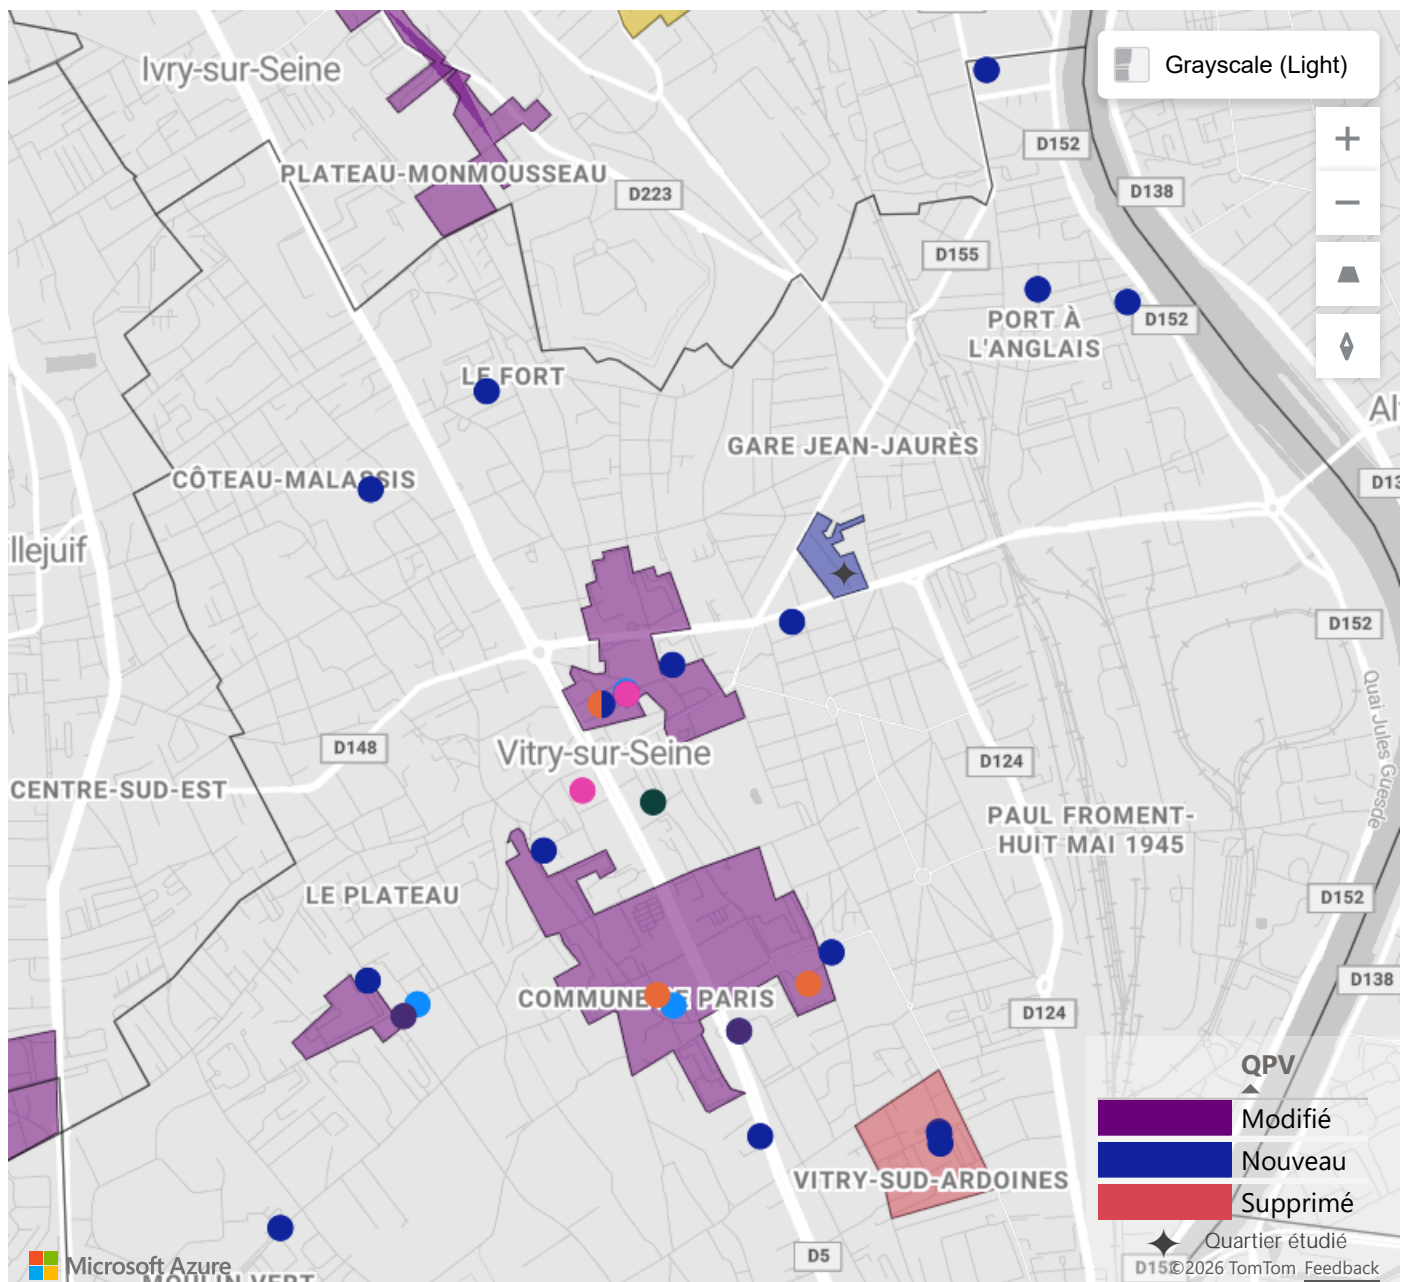 Ivry-sur-Seine
Grayscale (Light)
D152
PLATEAU-MONMOUSSEAU
D223
D138
D155
PORT À
L'ANGLAIS
D152
LE FORT
GARE JEAN-JAURÈS
CÔTEAU-MALASSIS
illejuif
D152
Quai Jules Guesde
D148
Vitry-sur-Seine
D124
CENTRE-SUD-EST
PAUL FROMENT-
HUIT MAI 1945
LE PLATEAU
D152
D138
COMMUNE DE PARIS
D124
QPV
Modifié
Nouveau
Supprimé
Quartier étudié
VITRY-SUD-ARDOINES
D5
Microsoft Azure
MOULIN VERT
©2026 TomTom Feedback